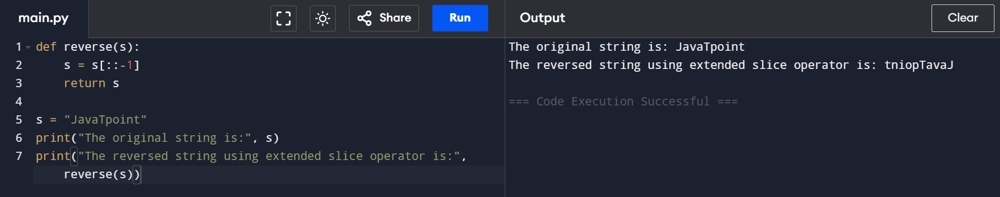 main.py
Share
Run
Output
Clear
1 def reverse(s):
2     s = s[::-1]
3     return s
4
5 s = "JavaTpoint"
6 print("The original string is:", s)
7 print("The reversed string using extended slice operator is:",
    reverse(s))
The original string is: JavaTpoint
The reversed string using extended slice operator is: tniopTavaJ
=== Code Execution Successful ===